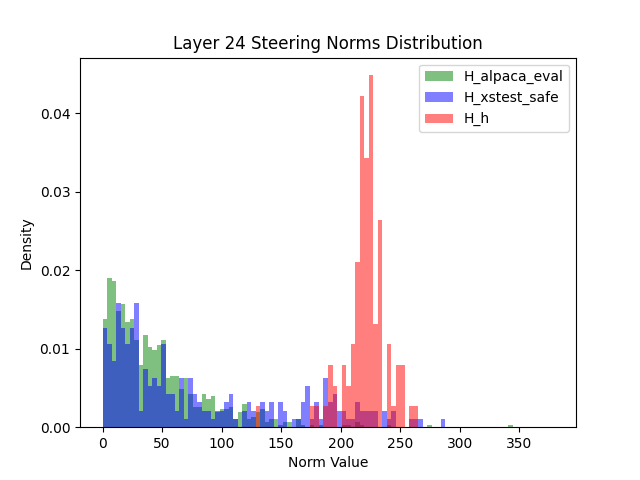 Layer 24 Steering Norms Distribution
H_alpaca_eval
H_xstest_safe
H_h
Density
0.04
0.03
0.02
0.01
0.00
0 50 100 150 200 250 300 350
Norm Value